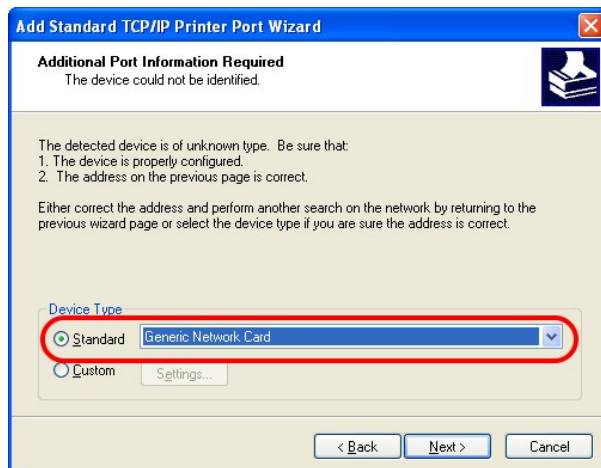 Add Standard TCP/IP Printer Port Wizard
Additional Port Information Required
The device could not be identified.
The detected device is of unknown type. Be sure that:
1. The device is properly configured.
2. The address on the previous page is correct.
Either correct the address and perform another search on the network by returning to the
previous wizard page or select the device type if you are sure the address is correct.
Device Type
Standard
Generic Network Card
Custom
Settings...
< Back
Next >
Cancel